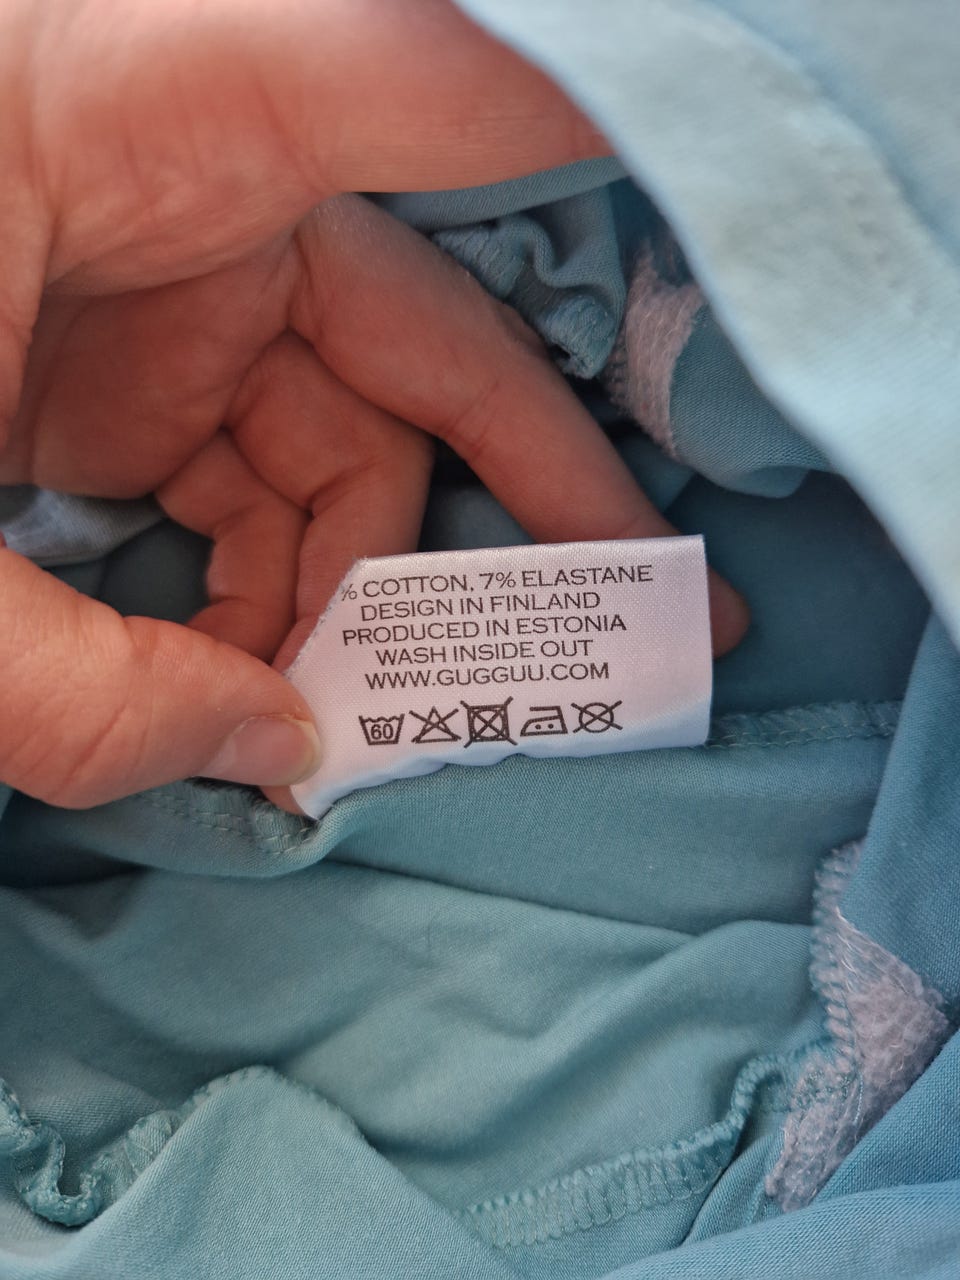 % COTTON, 7% ELASTANE
DESIGN IN FINLAND
PRODUCED IN ESTONIA
WASH INSIDE OUT
WWW.GUGGUU.COM
60